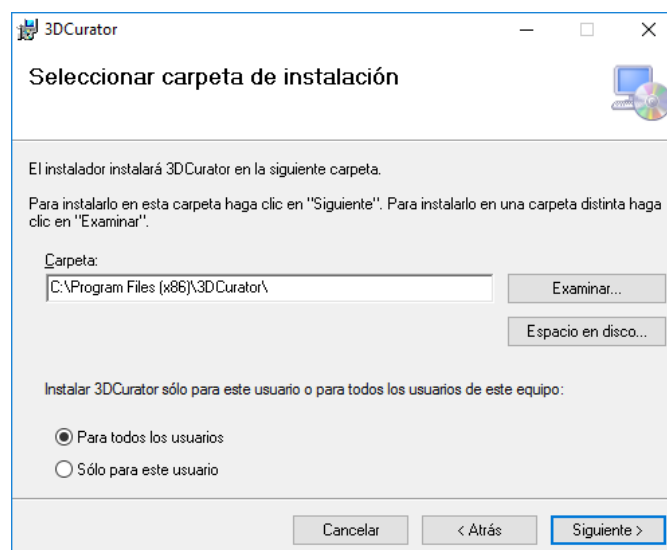 3DCurator
Seleccionar carpeta de instalación
El instalador instalará 3DCurator en la siguiente carpeta.
Para instalarlo en esta carpeta haga clic en "Siguiente". Para instalarlo en una carpeta distinta haga
clic en "Examinar".
Carpeta:
C:\Program Files (x86)\3DCurator\
Examinar...
Espacio en disco...
Instalar 3DCurator sólo para este usuario o para todos los usuarios de este equipo:
Para todos los usuarios
Sólo para este usuario
Cancelar
< Atrás
Siguiente >